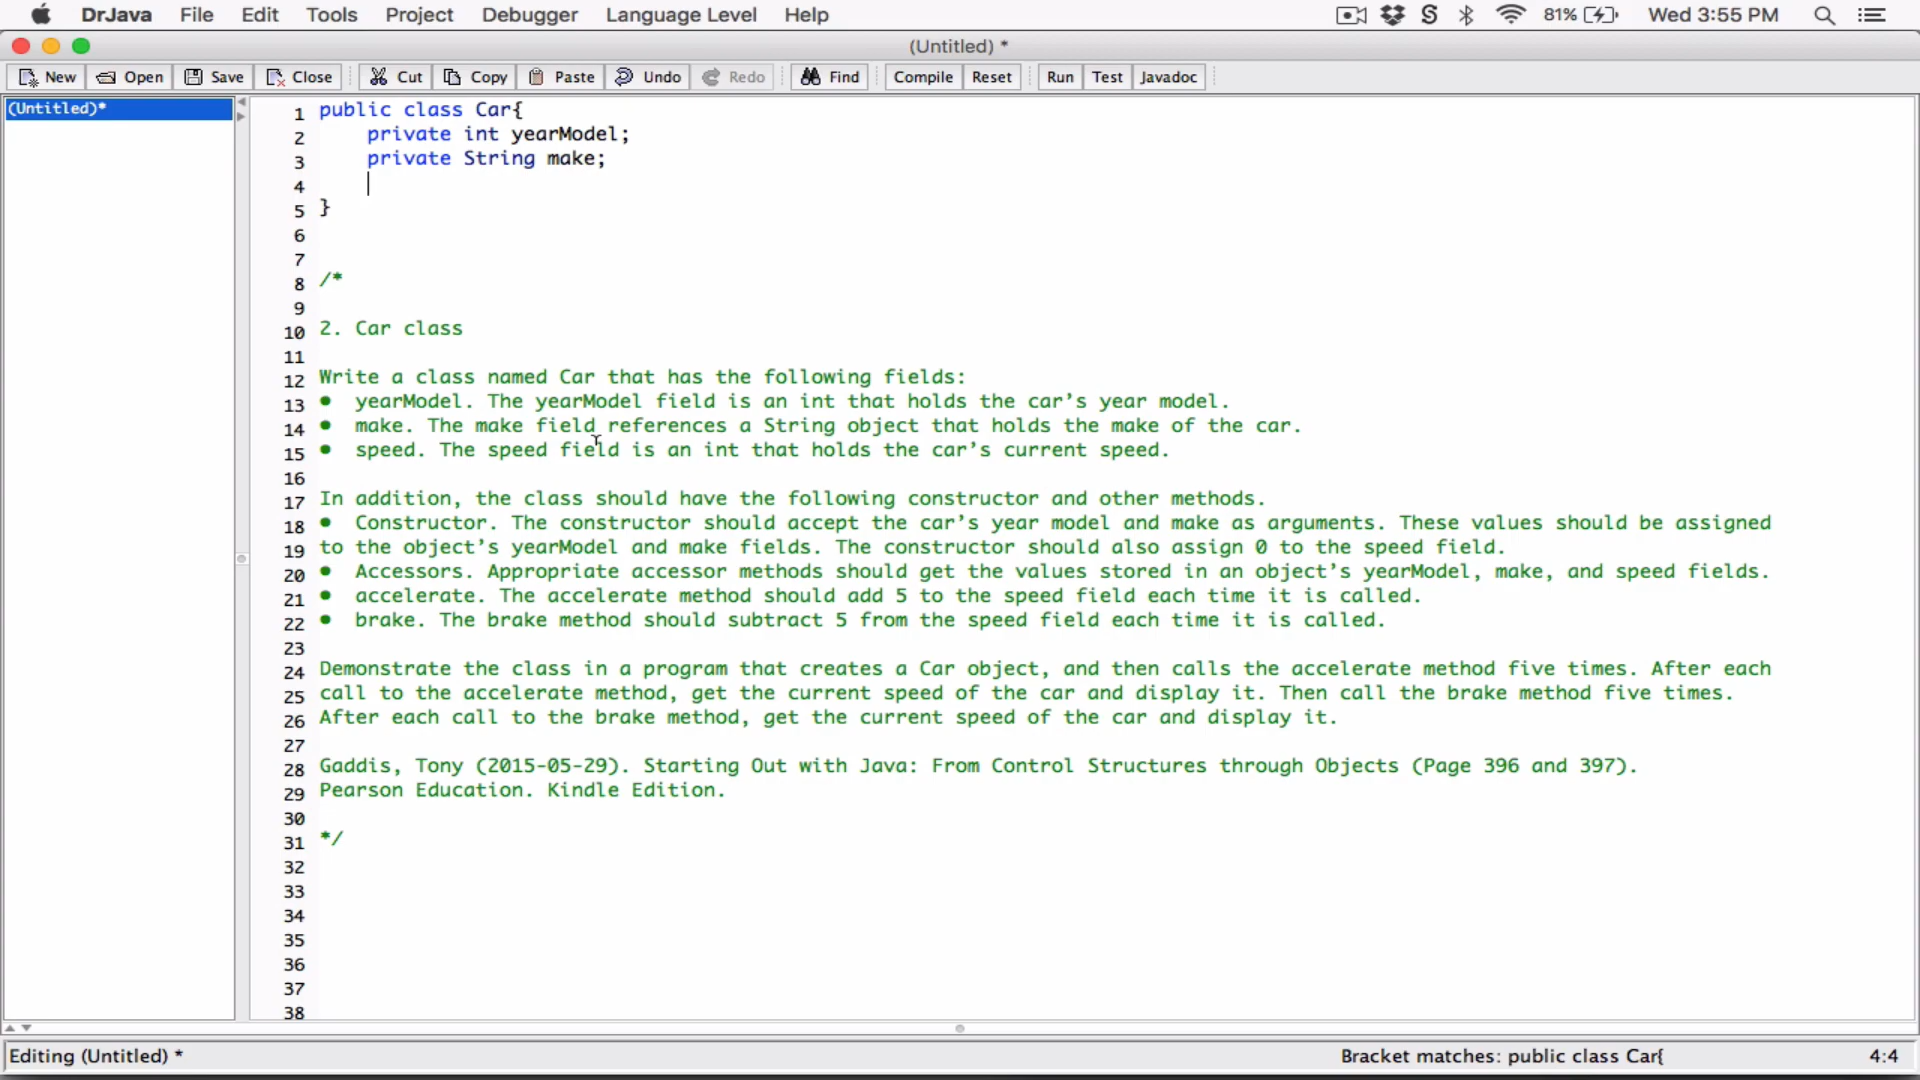 DrJava File Edit Tools Project Debugger Language Level Help 81% Wed 3:55 PM
(Untitled) *
New Open Save Close Cut Copy Paste Undo Redo Find Compile Reset Run Test Javadoc
(Untitled)*
1 public class Car{
2 private int yearModel;
3 private String make;
4
5 }
6
7
8 /*
9
10 2. Car class
11
12 Write a class named Car that has the following fields:
13 • yearModel. The yearModel field is an int that holds the car’s year model.
14 • make. The make field references a String object that holds the make of the car.
15 • speed. The speed field is an int that holds the car’s current speed.
16
17 In addition, the class should have the following constructor and other methods.
18 • Constructor. The constructor should accept the car’s year model and make as arguments. These values should be assigned
19 to the object’s yearModel and make fields. The constructor should also assign 0 to the speed field.
20 • Accessors. Appropriate accessor methods should get the values stored in an object’s yearModel, make, and speed fields.
21 • accelerate. The accelerate method should add 5 to the speed field each time it is called.
22 • brake. The brake method should subtract 5 from the speed field each time it is called.
23
24 Demonstrate the class in a program that creates a Car object, and then calls the accelerate method five times. After each
25 call to the accelerate method, get the current speed of the car and display it. Then call the brake method five times.
26 After each call to the brake method, get the current speed of the car and display it.
27
28 Gaddis, Tony (2015-05-29). Starting Out with Java: From Control Structures through Objects (Page 396 and 397).
29 Pearson Education. Kindle Edition.
30
31 */
32
33
34
35
36
37
38
Editing (Untitled) * Bracket matches: public class Car{ 4:4